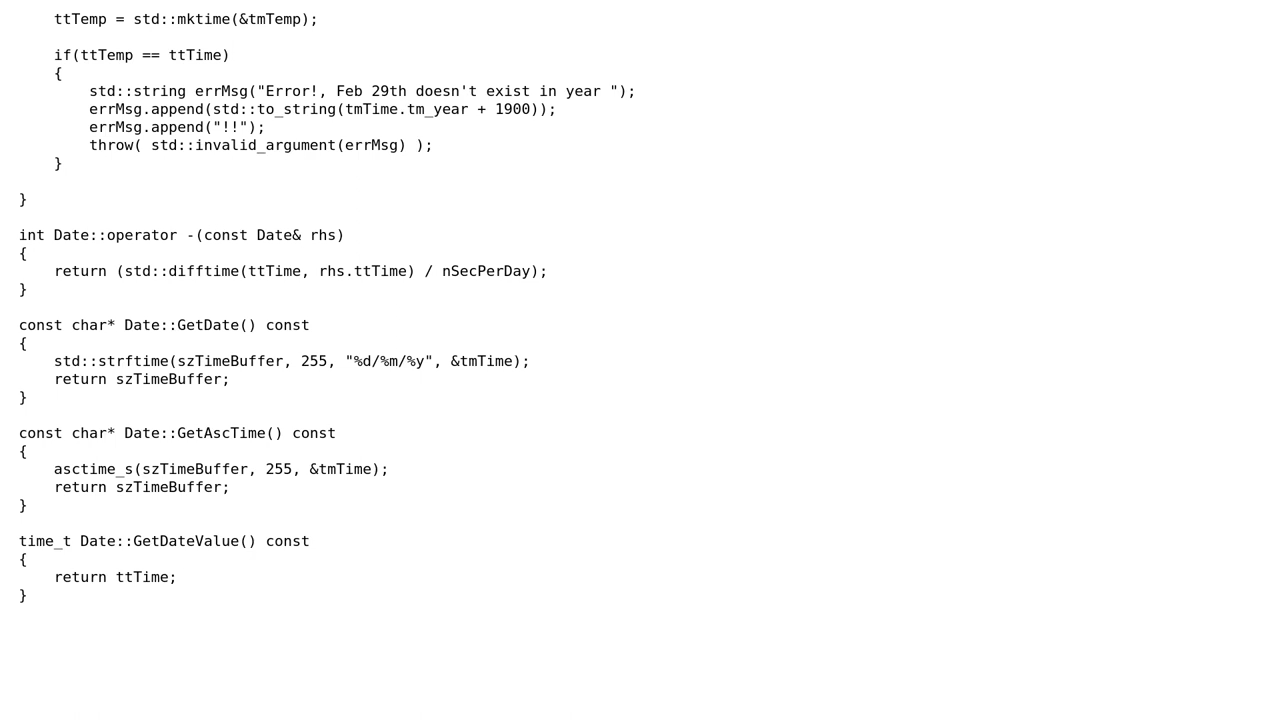 ttTemp = std::mktime(&tmTemp);

    if(ttTemp == ttTime)
    {
        std::string errMsg("Error!, Feb 29th doesn't exist in year ");
        errMsg.append(std::to_string(tmTime.tm_year + 1900));
        errMsg.append("!!");
        throw( std::invalid_argument(errMsg) );
    }

}

int Date::operator -(const Date& rhs)
{
    return (std::difftime(ttTime, rhs.ttTime) / nSecPerDay);
}

const char* Date::GetDate() const
{
    std::strftime(szTimeBuffer, 255, "%d/%m/%y", &tmTime);
    return szTimeBuffer;
}

const char* Date::GetAscTime() const
{
    asctime_s(szTimeBuffer, 255, &tmTime);
    return szTimeBuffer;
}

time_t Date::GetDateValue() const
{
    return ttTime;
}